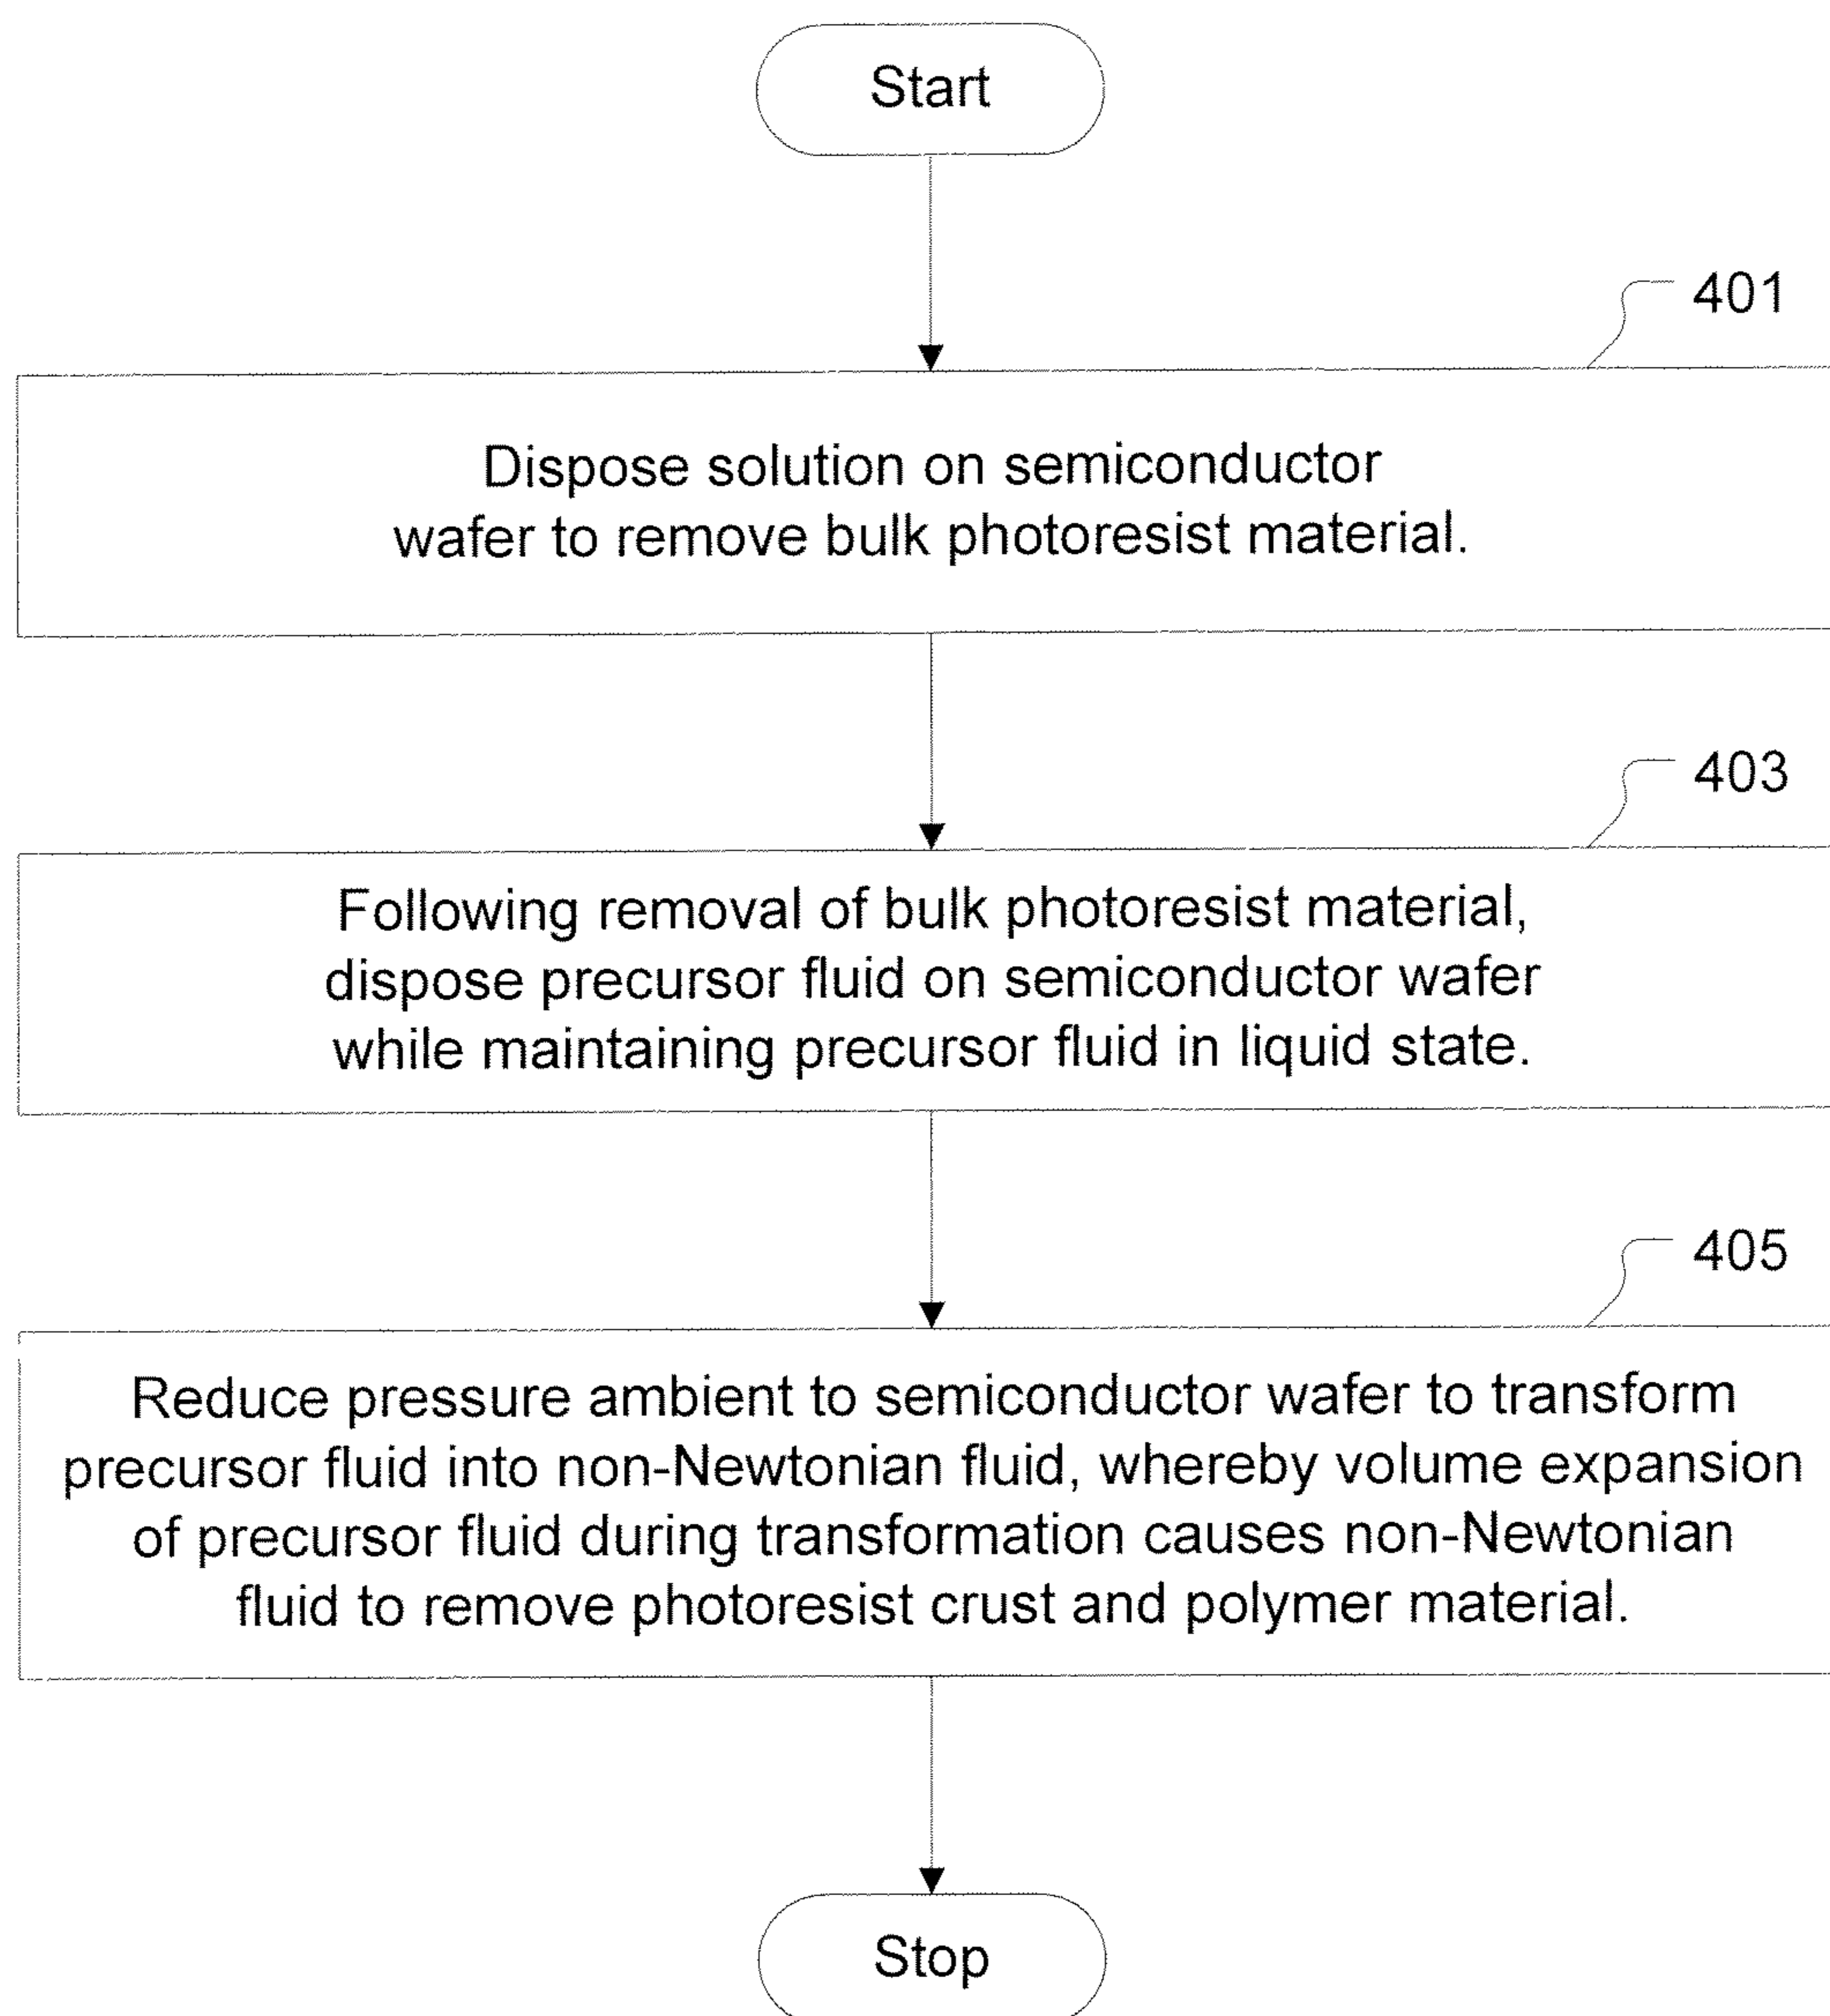 Start
401
Dispose solution on semiconductor
wafer to remove bulk photoresist material.
403
Following removal of bulk photoresist material,
dispose precursor fluid on semiconductor wafer
while maintaining precursor fluid in liquid state.
405
Reduce pressure ambient to semiconductor wafer to transform
precursor fluid into non-Newtonian fluid, whereby volume expansion
of precursor fluid during transformation causes non-Newtonian
fluid to remove photoresist crust and polymer material.
Stop